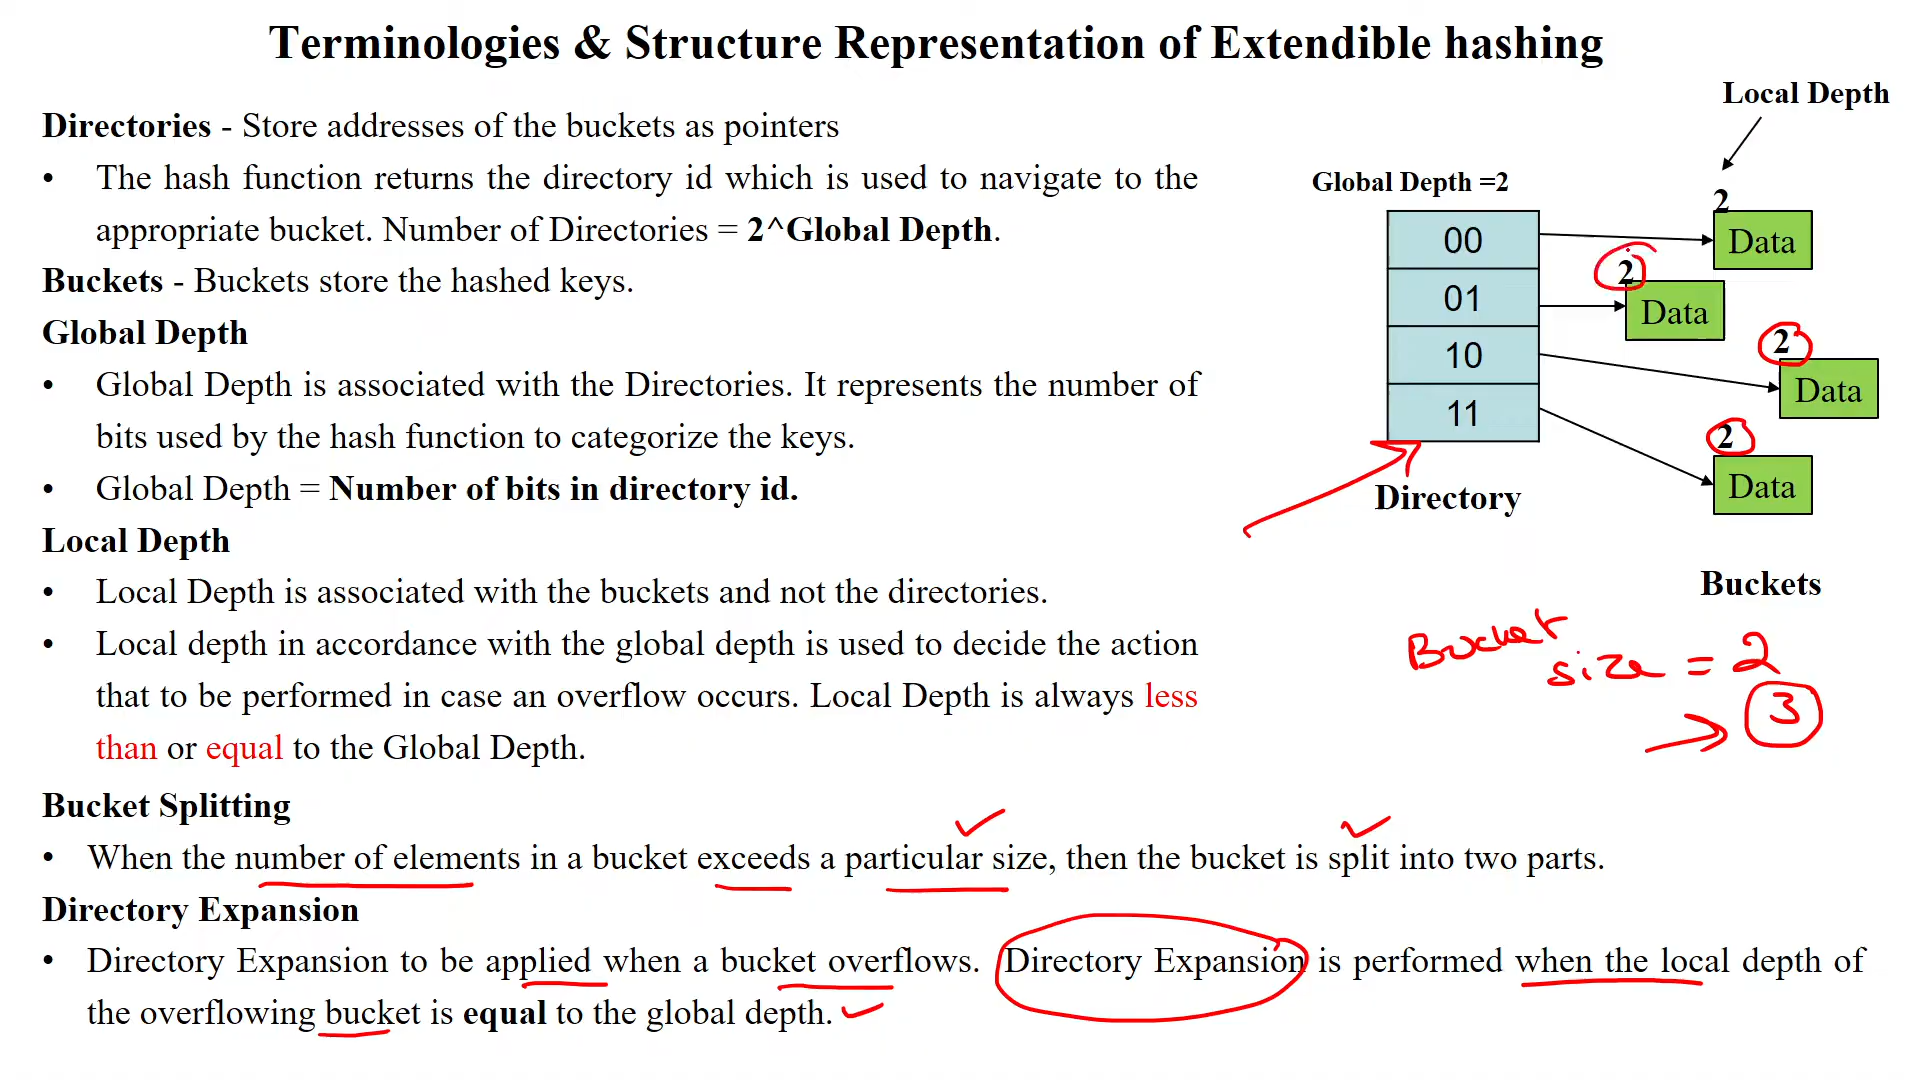 Terminologies & Structure Representation of Extendible hashing
Directories - Store addresses of the buckets as pointers
• The hash function returns the directory id which is used to navigate to the
appropriate bucket. Number of Directories = 2^Global Depth.
Buckets - Buckets store the hashed keys.
Global Depth
• Global Depth is associated with the Directories. It represents the number of
bits used by the hash function to categorize the keys.
• Global Depth = Number of bits in directory id.
Local Depth
• Local Depth is associated with the buckets and not the directories.
• Local depth in accordance with the global depth is used to decide the action
that to be performed in case an overflow occurs. Local Depth is always less
than or equal to the Global Depth.
Bucket Splitting
• When the number of elements in a bucket exceeds a particular size, then the bucket is split into two parts.
Directory Expansion
• Directory Expansion to be applied when a bucket overflows. Directory Expansion is performed when the local depth of
the overflowing bucket is equal to the global depth.
Local Depth
Global Depth =2
2
00
Data
2
01
Data
2
10
Data
2
11
Data
Directory
Buckets
Bucket
size = 2
3